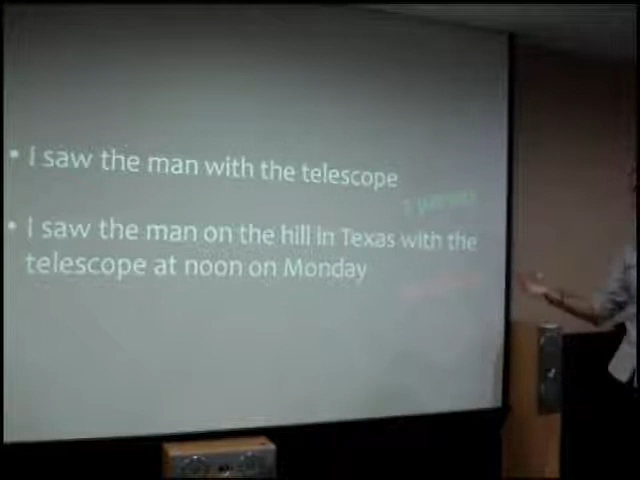 • I saw the man with the telescope
• I saw the man on the hill in Texas with the
telescope at noon on Monday